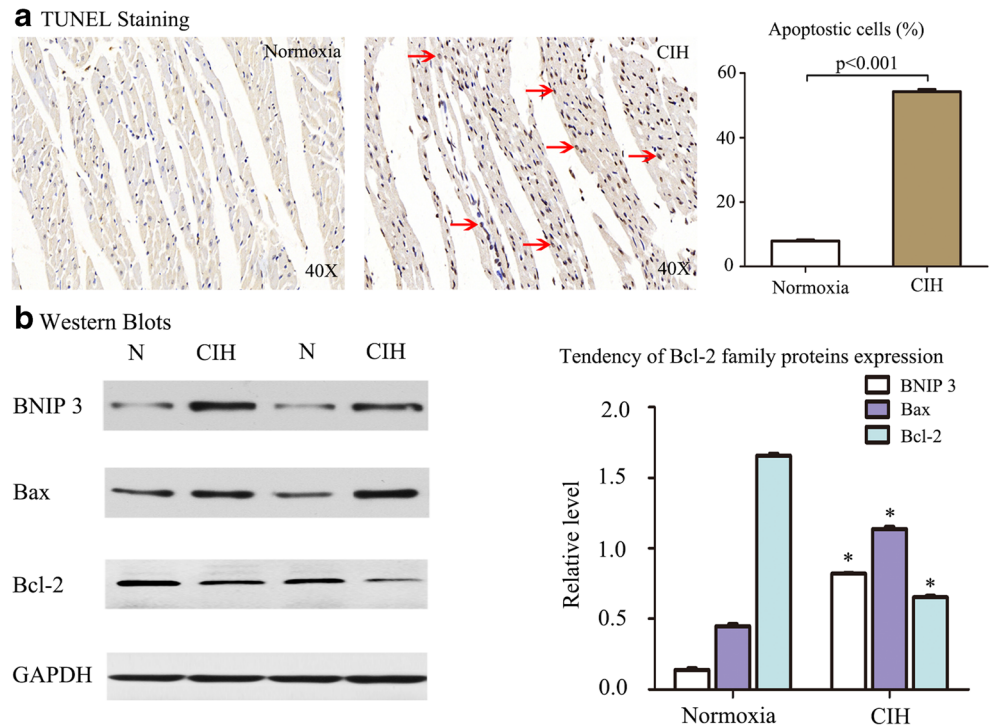 a TUNEL Staining
Normoxia
40X
CIH
40X
Apoptostic cells (%)
p<0.001
60
40
20
0
Normoxia
CIH
b Western Blots
N CIH N CIH
BNIP 3
Bax
Bcl-2
GAPDH
Tendency of Bcl-2 family proteins expression
BNIP 3
Bax
Bcl-2
Relative level
2.0
1.5
1.0
0.5
0.0
*
*
*
Normoxia
CIH